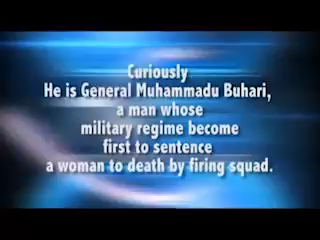 Curiously
He is General Muhammadu Buhari,
a man whose
military regime become
first to sentence
a woman to death by firing squad.